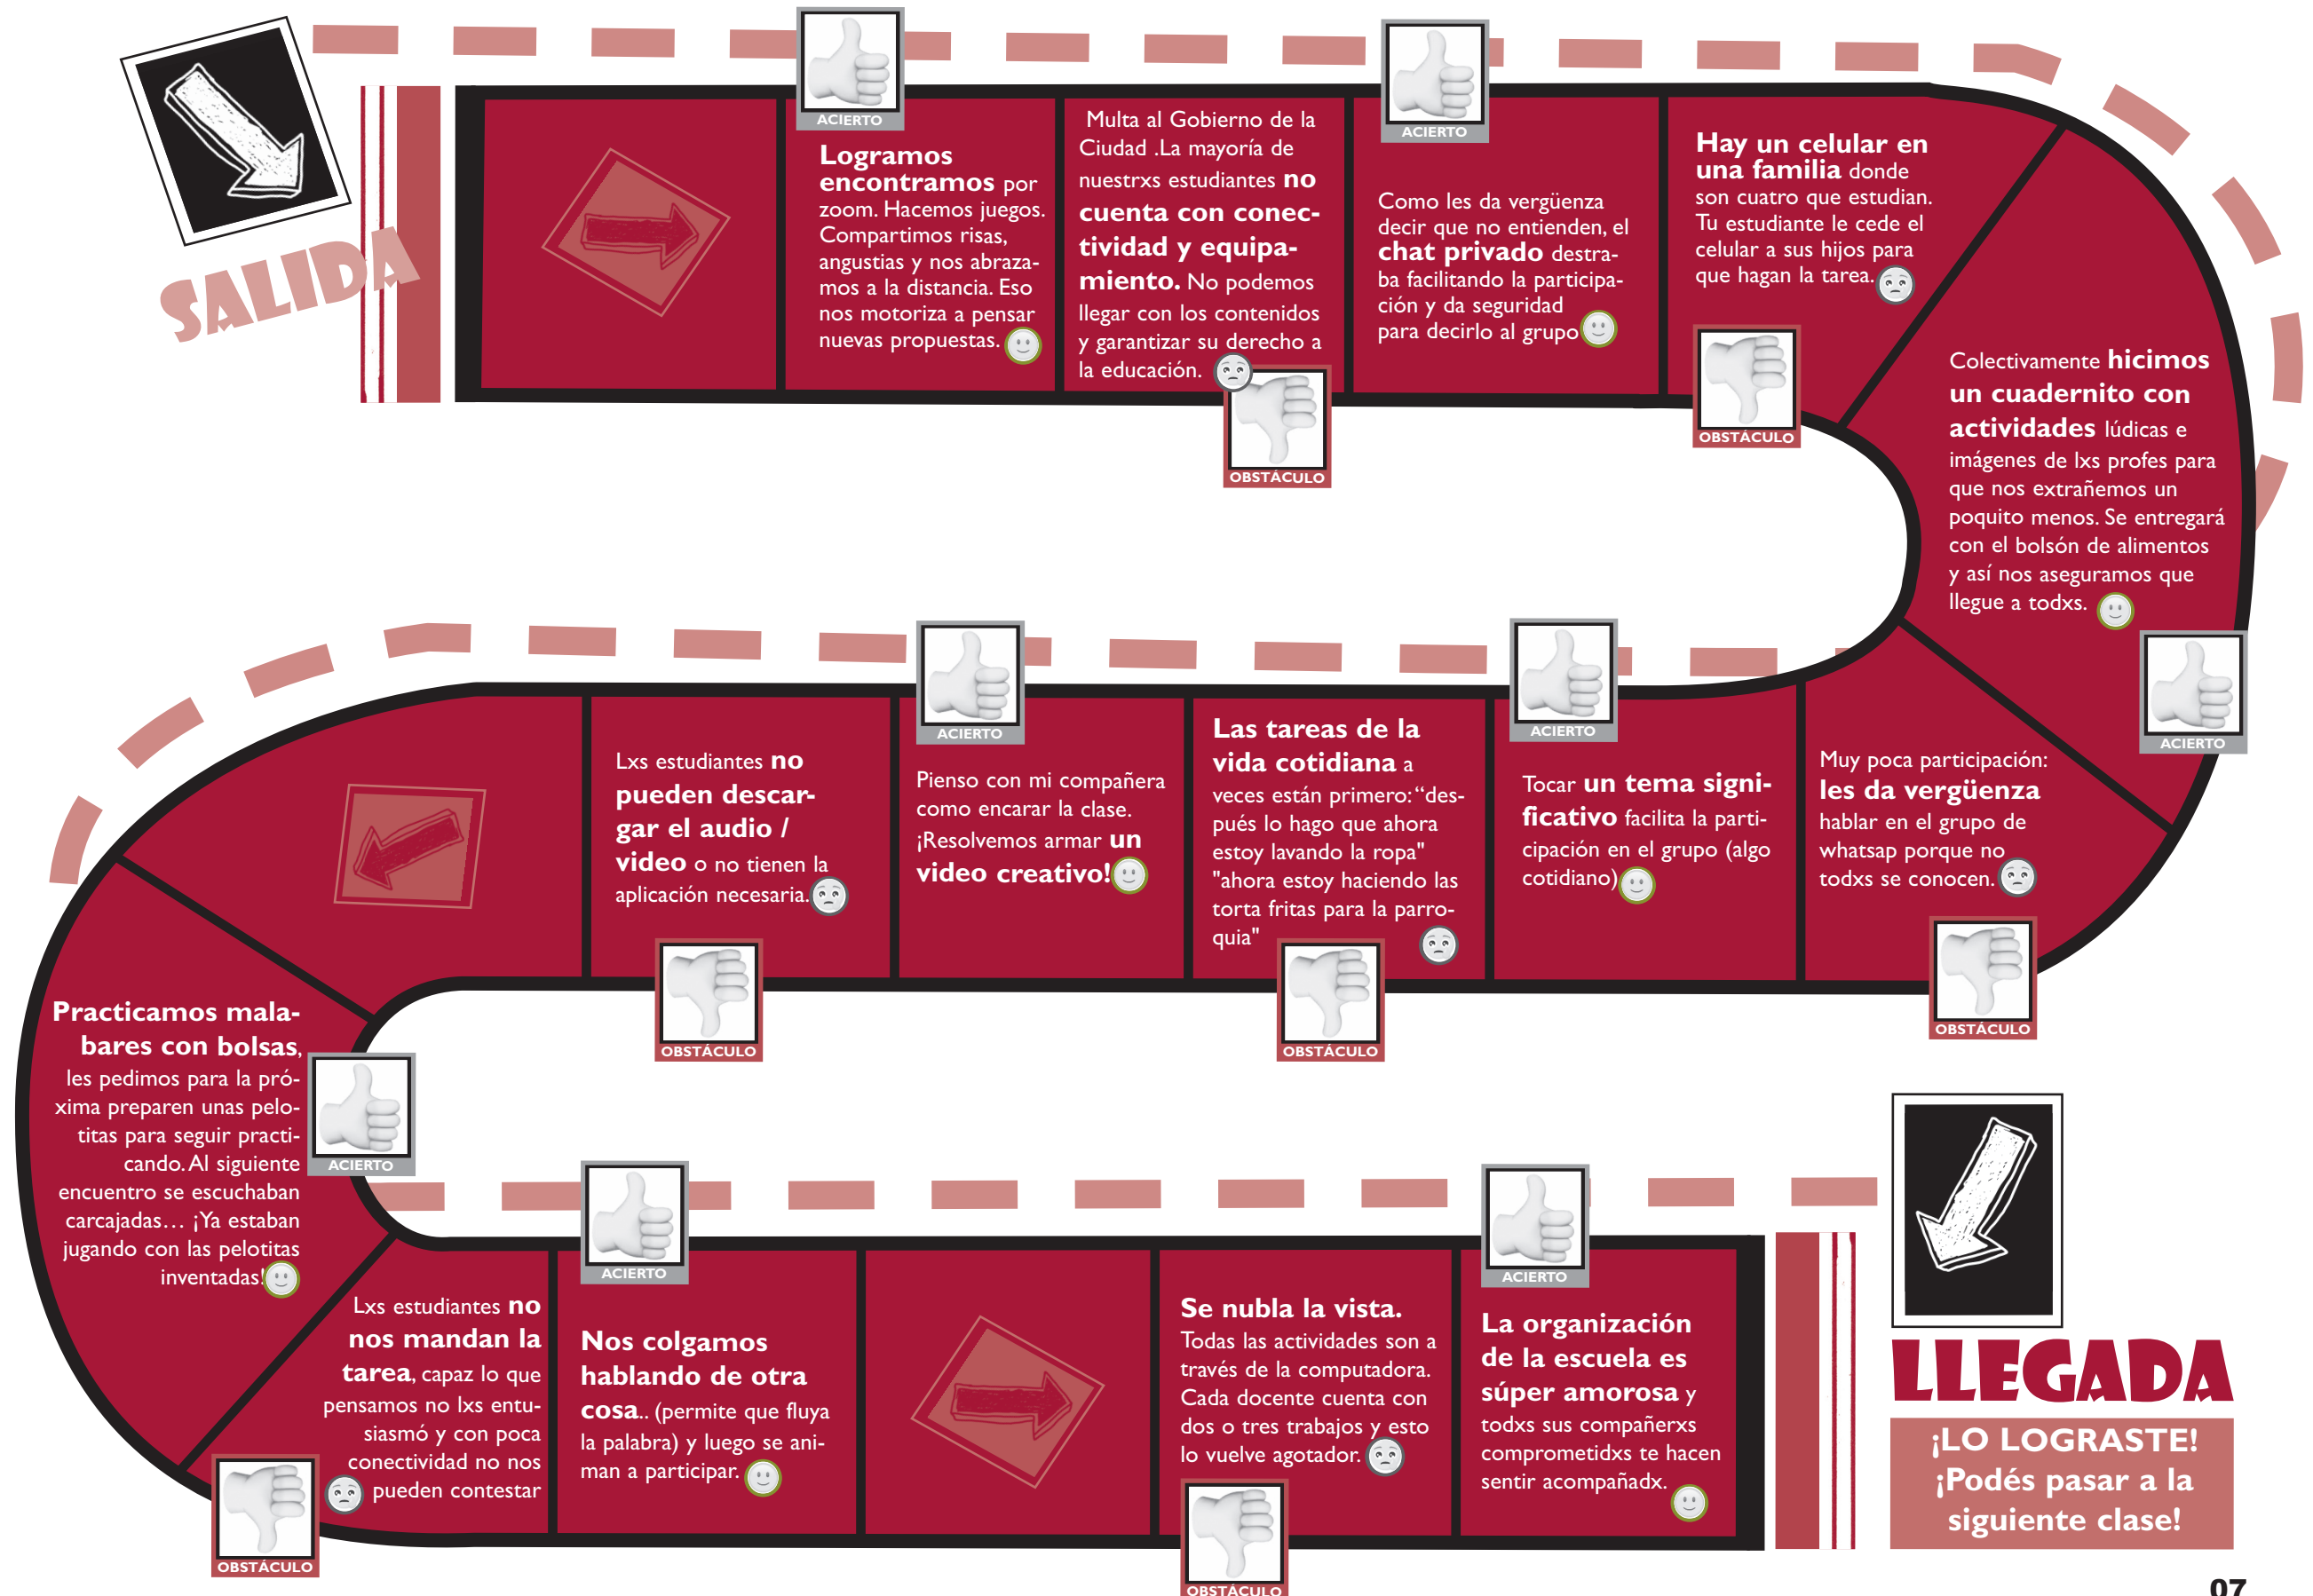 SALIDA
ACIERTO
Logramos
encontramos por
zoom. Hacemos juegos.
Compartimos risas,
angustias y nos abraza-
mos a la distancia. Eso
nos motoriza a pensar
nuevas propuestas.
Multa al Gobierno de la
Ciudad .La mayoría de
nuestrxs estudiantes no
cuenta con conec-
tividad y equipa-
miento. No podemos
llegar con los contenidos
y garantizar su derecho a
la educación.
OBSTÁCULO
ACIERTO
Como les da vergüenza
decir que no entienden, el
chat privado destra-
ba facilitando la participa-
ción y da seguridad
para decirlo al grupo
Hay un celular en
una familia donde
son cuatro que estudian.
Tu estudiante le cede el
celular a sus hijos para
que hagan la tarea.
OBSTÁCULO
Colectivamente hicimos
un cuadernito con
actividades lúdicas e
imágenes de lxs profes para
que nos extrañemos un
poquito menos. Se entregará
con el bolsón de alimentos
y así nos aseguramos que
llegue a todxs.
ACIERTO
Muy poca participación:
les da vergüenza
hablar en el grupo de
whatsap porque no
todxs se conocen.
OBSTÁCULO
ACIERTO
Tocar un tema signi-
ficativo facilita la parti-
cipación en el grupo (algo
cotidiano)
Las tareas de la
vida cotidiana a
veces están primero: “des-
pués lo hago que ahora
estoy lavando la ropa"
"ahora estoy haciendo las
torta fritas para la parro-
quia"
OBSTÁCULO
ACIERTO
Pienso con mi compañera
como encarar la clase.
¡Resolvemos armar un
video creativo!
Lxs estudiantes no
pueden descar-
gar el audio /
video o no tienen la
aplicación necesaria.
OBSTÁCULO
Practicamos mala-
bares con bolsas,
les pedimos para la pró-
xima preparen unas pelo-
titas para seguir practi-
cando. Al siguiente
encuentro se escuchaban
carcajadas... ¡Ya estaban
jugando con las pelotitas
inventadas!
ACIERTO
Lxs estudiantes no
nos mandan la
tarea, capaz lo que
pensamos no lxs entu-
siasmó y con poca
conectividad no nos
pueden contestar
OBSTÁCULO
ACIERTO
Nos colgamos
hablando de otra
cosa.. (permite que fluya
la palabra) y luego se ani-
man a participar.
Se nubla la vista.
Todas las actividades son a
través de la computadora.
Cada docente cuenta con
dos o tres trabajos y esto
lo vuelve agotador.
OBSTÁCULO
ACIERTO
La organización
de la escuela es
súper amorosa y
todxs sus compañerxs
comprometidxs te hacen
sentir acompañadx.
LLEGADA
¡LO LOGRASTE!
¡Podés pasar a la
siguiente clase!
07